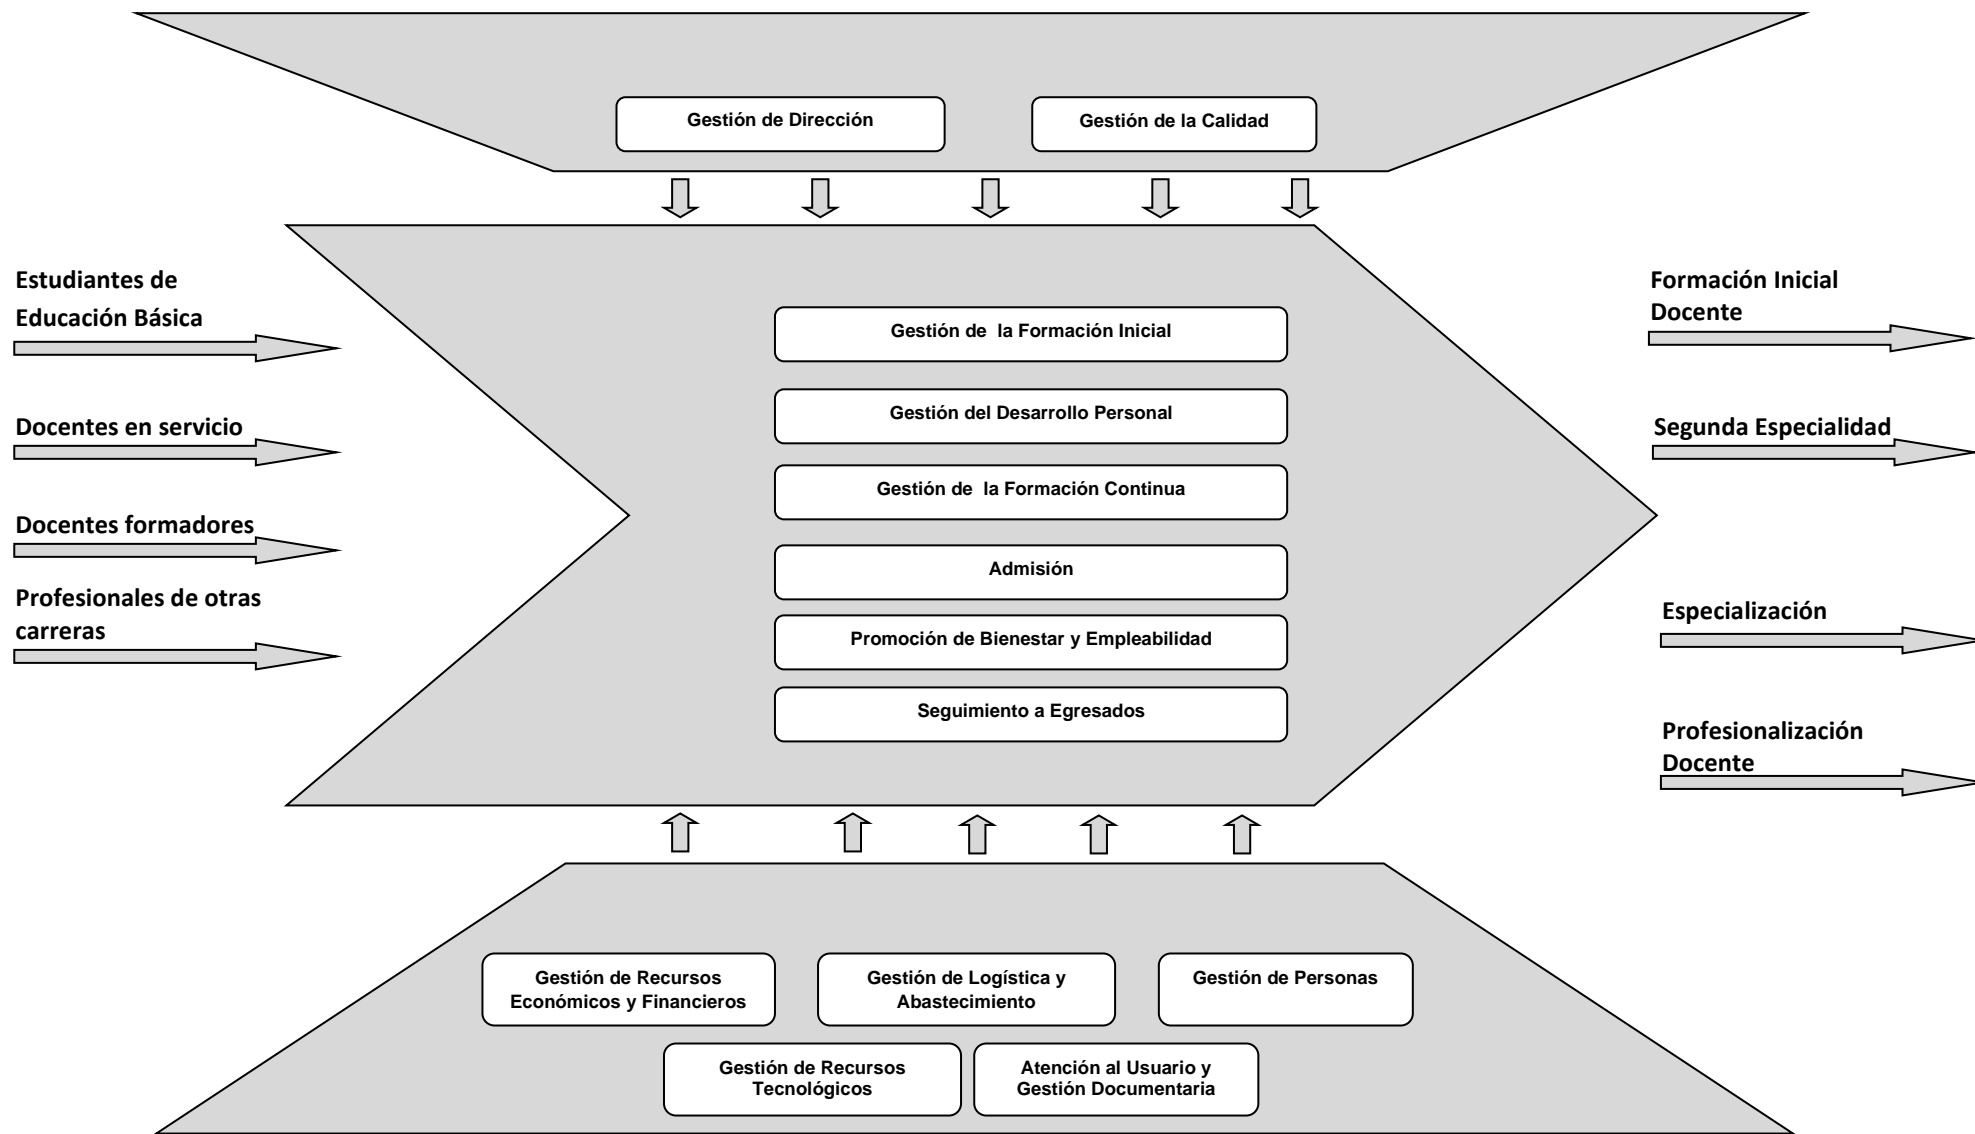 Gestión de Dirección
Gestión de la Calidad
Estudiantes de
Educación Básica
Docentes en servicio
Docentes formadores
Profesionales de otras
carreras
Gestión de la Formación Inicial
Gestión del Desarrollo Personal
Gestión de la Formación Continua
Admisión
Promoción de Bienestar y Empleabilidad
Seguimiento a Egresados
Formación Inicial
Docente
Segunda Especialidad
Especialización
Profesionalización
Docente
Gestión de Recursos
Económicos y Financieros
Gestión de Logística y
Abastecimiento
Gestión de Personas
Gestión de Recursos
Tecnológicos
Atención al Usuario y
Gestión Documentaria